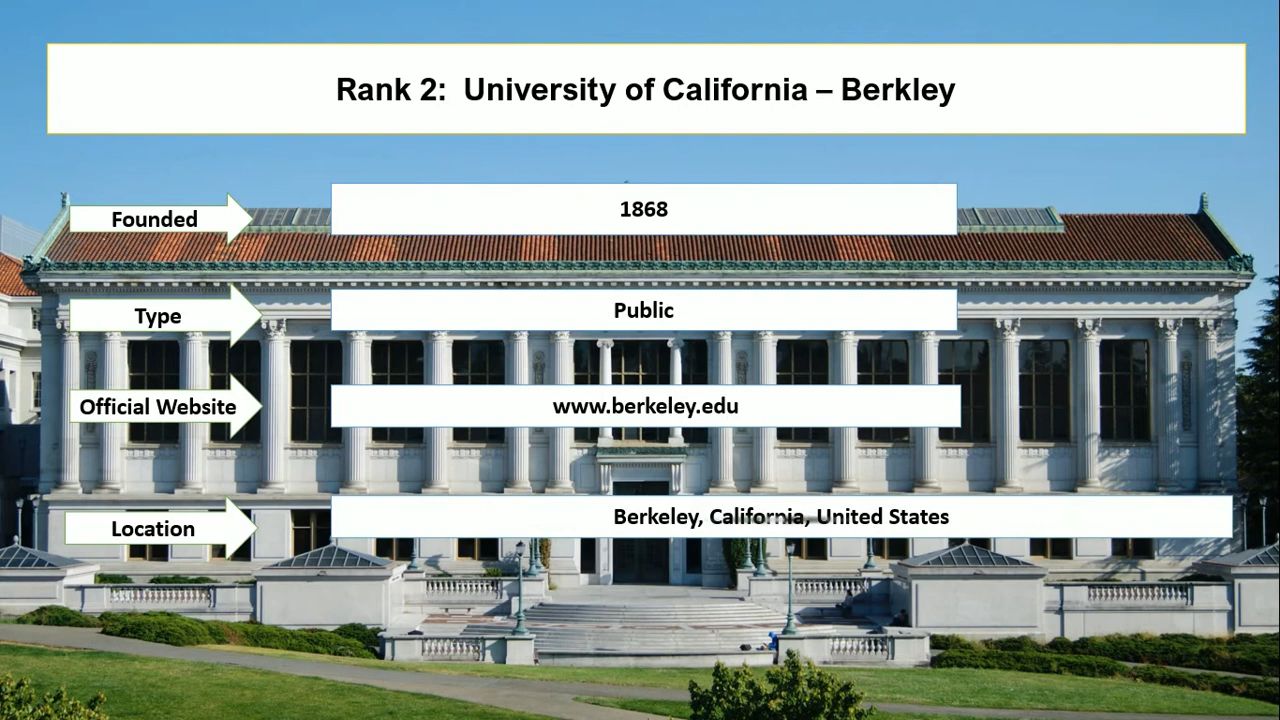 Rank 2:  University of California – Berkley
Founded
1868
Type
Public
Official Website
www.berkeley.edu
Location
Berkeley, California, United States